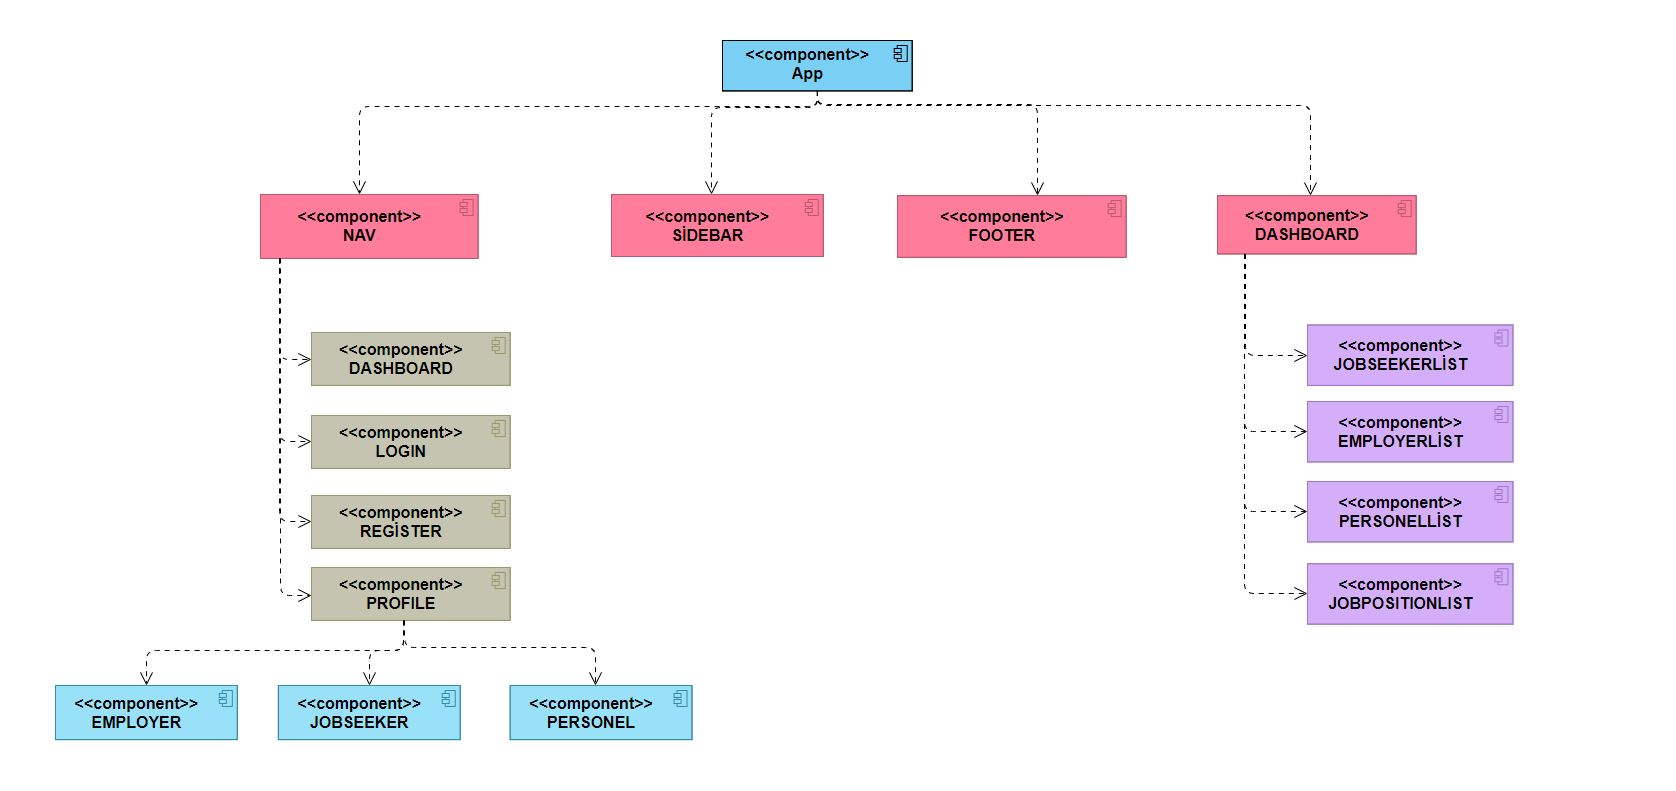 <<component>>
App
<<component>>
NAV
<<component>>
SİDEBAR
<<component>>
FOOTER
<<component>>
DASHBOARD
<<component>>
DASHBOARD
<<component>>
LOGIN
<<component>>
REGİSTER
<<component>>
PROFILE
<<component>>
EMPLOYER
<<component>>
JOBSEEKER
<<component>>
PERSONEL
<<component>>
JOBSEEKERLİST
<<component>>
EMPLOYERLİST
<<component>>
PERSONELLİST
<<component>>
JOBPOSITIONLIST